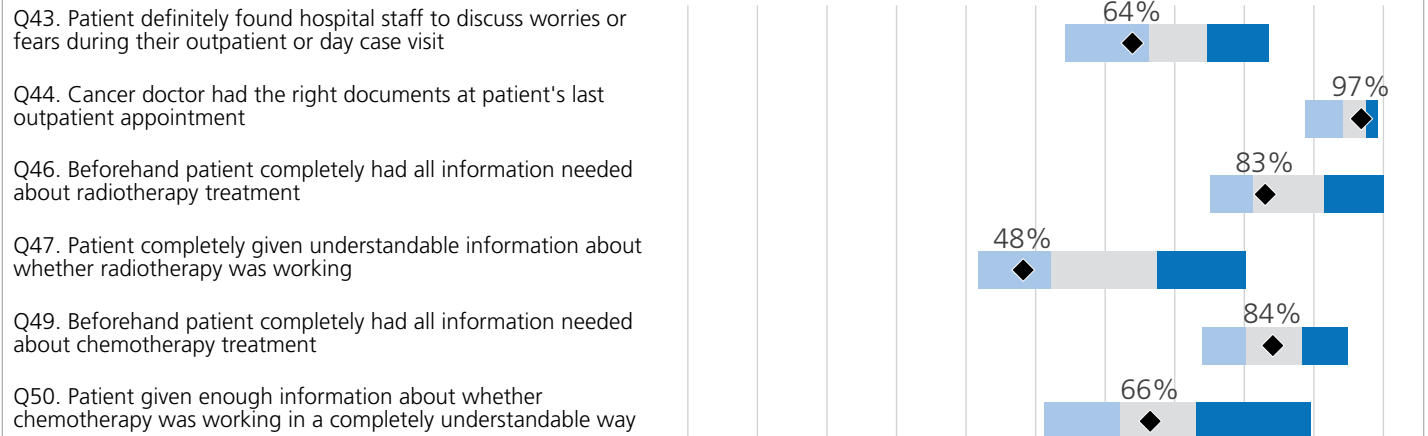 Q43. Patient definitely found hospital staff to discuss worries or
fears during their outpatient or day case visit
64%
Q44. Cancer doctor had the right documents at patient's last
outpatient appointment
97%
Q46. Beforehand patient completely had all information needed
about radiotherapy treatment
83%
Q47. Patient completely given understandable information about
whether radiotherapy was working
48%
Q49. Beforehand patient completely had all information needed
about chemotherapy treatment
84%
Q50. Patient given enough information about whether
chemotherapy was working in a completely understandable way
66%